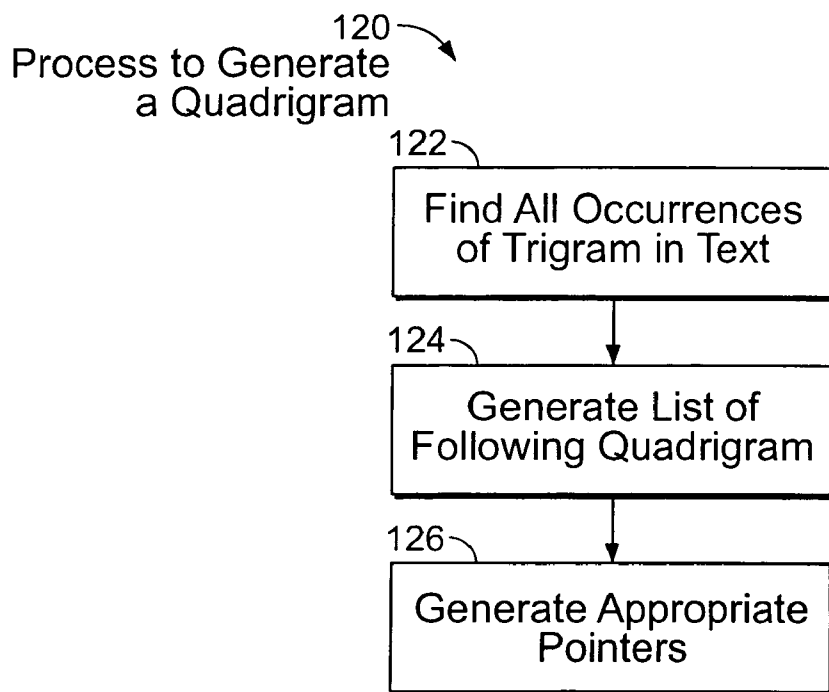 120
Process to Generate
a Quadrigram
122
Find All Occurrences
of Trigram in Text
124
Generate List of
Following Quadrigram
126
Generate Appropriate
Pointers